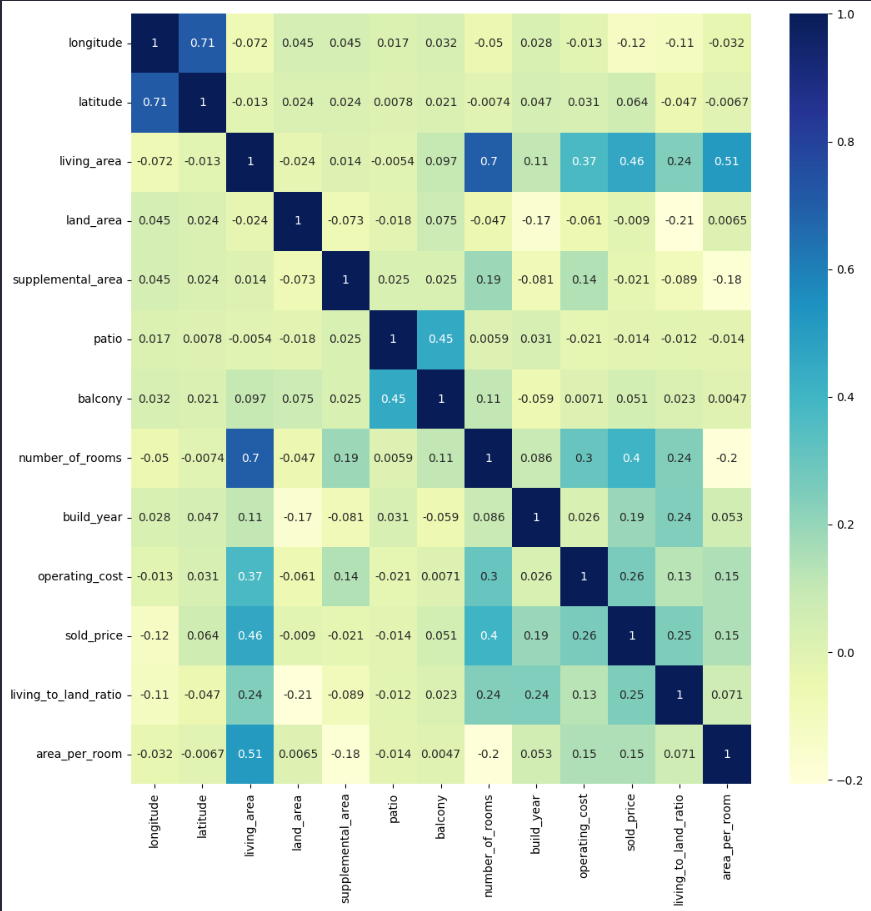 longitude 1 0.71 -0.072 0.045 0.045 0.017 0.032 -0.05 0.028 -0.013 -0.12 -0.11 -0.032
latitude 0.71 1 -0.013 0.024 0.024 0.0078 0.021 -0.0074 0.047 0.031 0.064 -0.047 -0.0067
living_area -0.072 -0.013 1 -0.024 0.014 -0.0054 0.097 0.7 0.11 0.37 0.46 0.24 0.51
land_area 0.045 0.024 -0.024 1 -0.073 -0.018 0.075 -0.047 -0.17 -0.061 -0.009 -0.21 0.0065
supplemental_area 0.045 0.024 0.014 -0.073 1 0.025 0.025 0.19 -0.081 0.14 -0.021 -0.089 -0.18
patio 0.017 0.0078 -0.0054 -0.018 0.025 1 0.45 0.0059 0.031 -0.021 -0.014 -0.012 -0.014
balcony 0.032 0.021 0.097 0.075 0.025 0.45 1 0.11 -0.059 0.0071 0.051 0.023 0.0047
number_of_rooms -0.05 -0.0074 0.7 -0.047 0.19 0.0059 0.11 1 0.086 0.3 0.4 0.24 -0.2
build_year 0.028 0.047 0.11 -0.17 -0.081 0.031 -0.059 0.086 1 0.026 0.19 0.24 0.053
operating_cost -0.013 0.031 0.37 -0.061 0.14 -0.021 0.0071 0.3 0.026 1 0.26 0.13 0.15
sold_price -0.12 0.064 0.46 -0.009 -0.021 -0.014 0.051 0.4 0.19 0.26 1 0.25 0.15
living_to_land_ratio -0.11 -0.047 0.24 -0.21 -0.089 -0.012 0.023 0.24 0.24 0.13 0.25 1 0.071
area_per_room -0.032 -0.0067 0.51 0.0065 -0.18 -0.014 0.0047 -0.2 0.053 0.15 0.15 0.071 1
longitude
latitude
living_area
land_area
supplemental_area
patio
balcony
number_of_rooms
build_year
operating_cost
sold_price
living_to_land_ratio
area_per_room
1.0
0.8
0.6
0.4
0.2
0.0
−0.2